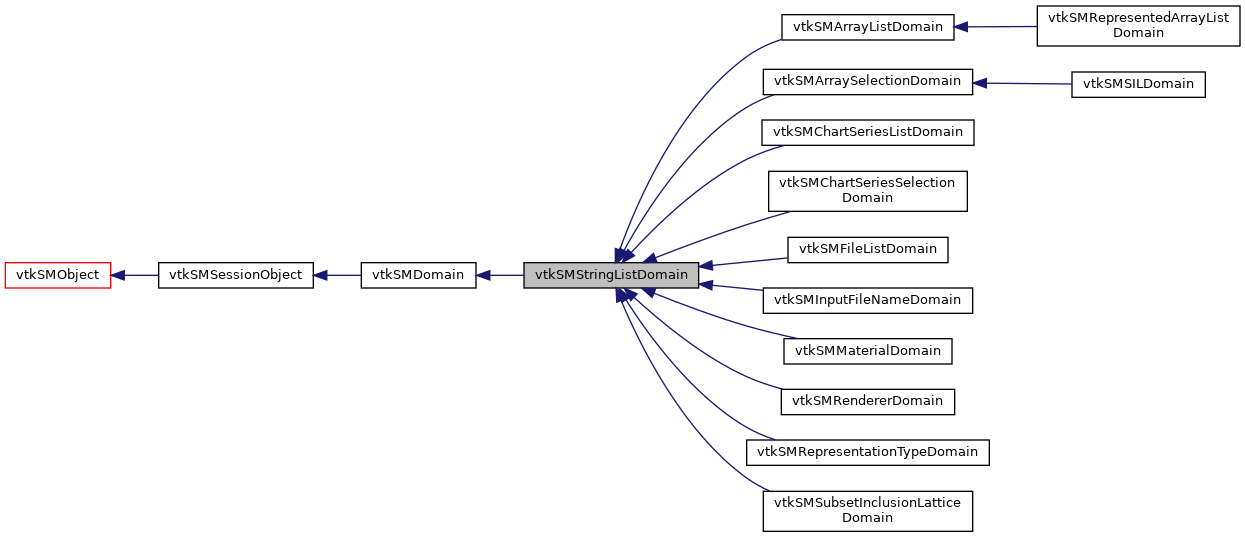 vtkSMObject
vtkSMSessionObject
vtkSMDomain
vtkSMStringListDomain
vtkSMArrayListDomain
vtkSMRepresentedArrayList
Domain
vtkSMArraySelectionDomain
vtkSMSILDomain
vtkSMChartSeriesListDomain
vtkSMChartSeriesSelection
Domain
vtkSMFileListDomain
vtkSMInputFileNameDomain
vtkSMMaterialDomain
vtkSMRendererDomain
vtkSMRepresentationTypeDomain
vtkSMSubsetInclusionLattice
Domain